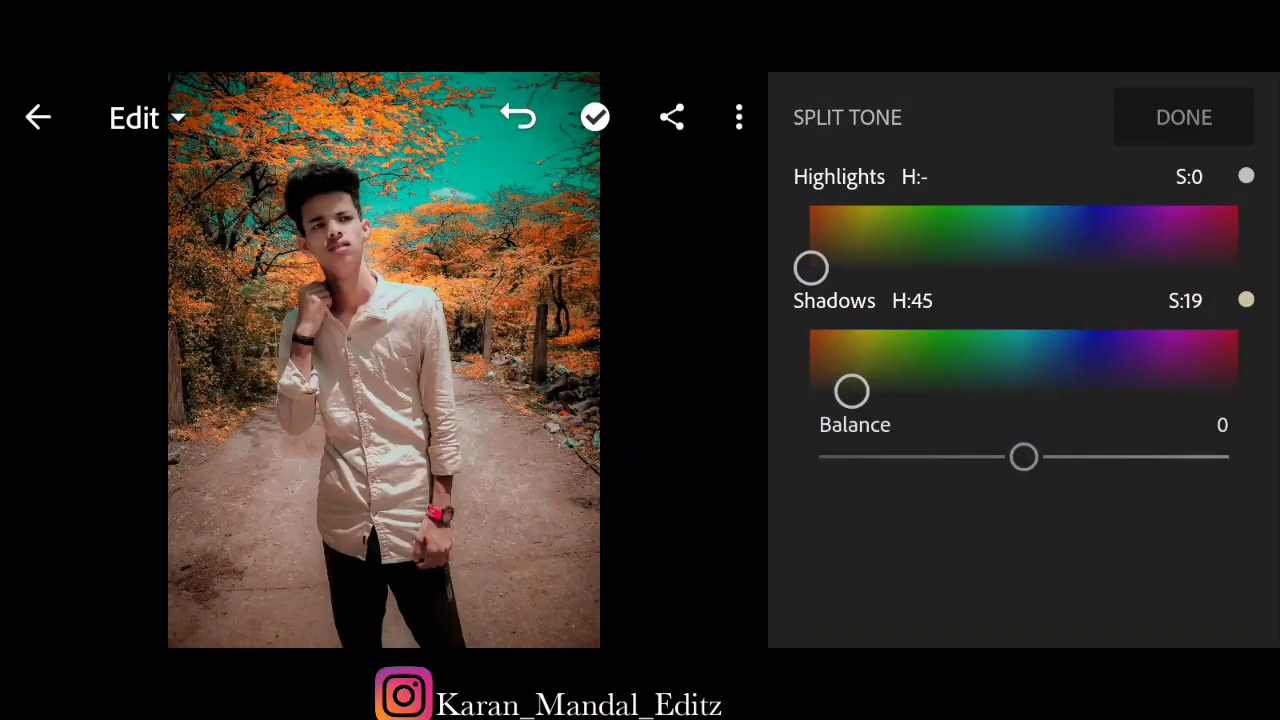 Edit
SPLIT TONE
DONE
Highlights H:- S:0
Shadows H:45 S:19
Balance 0
Karan_Mandal_Editz